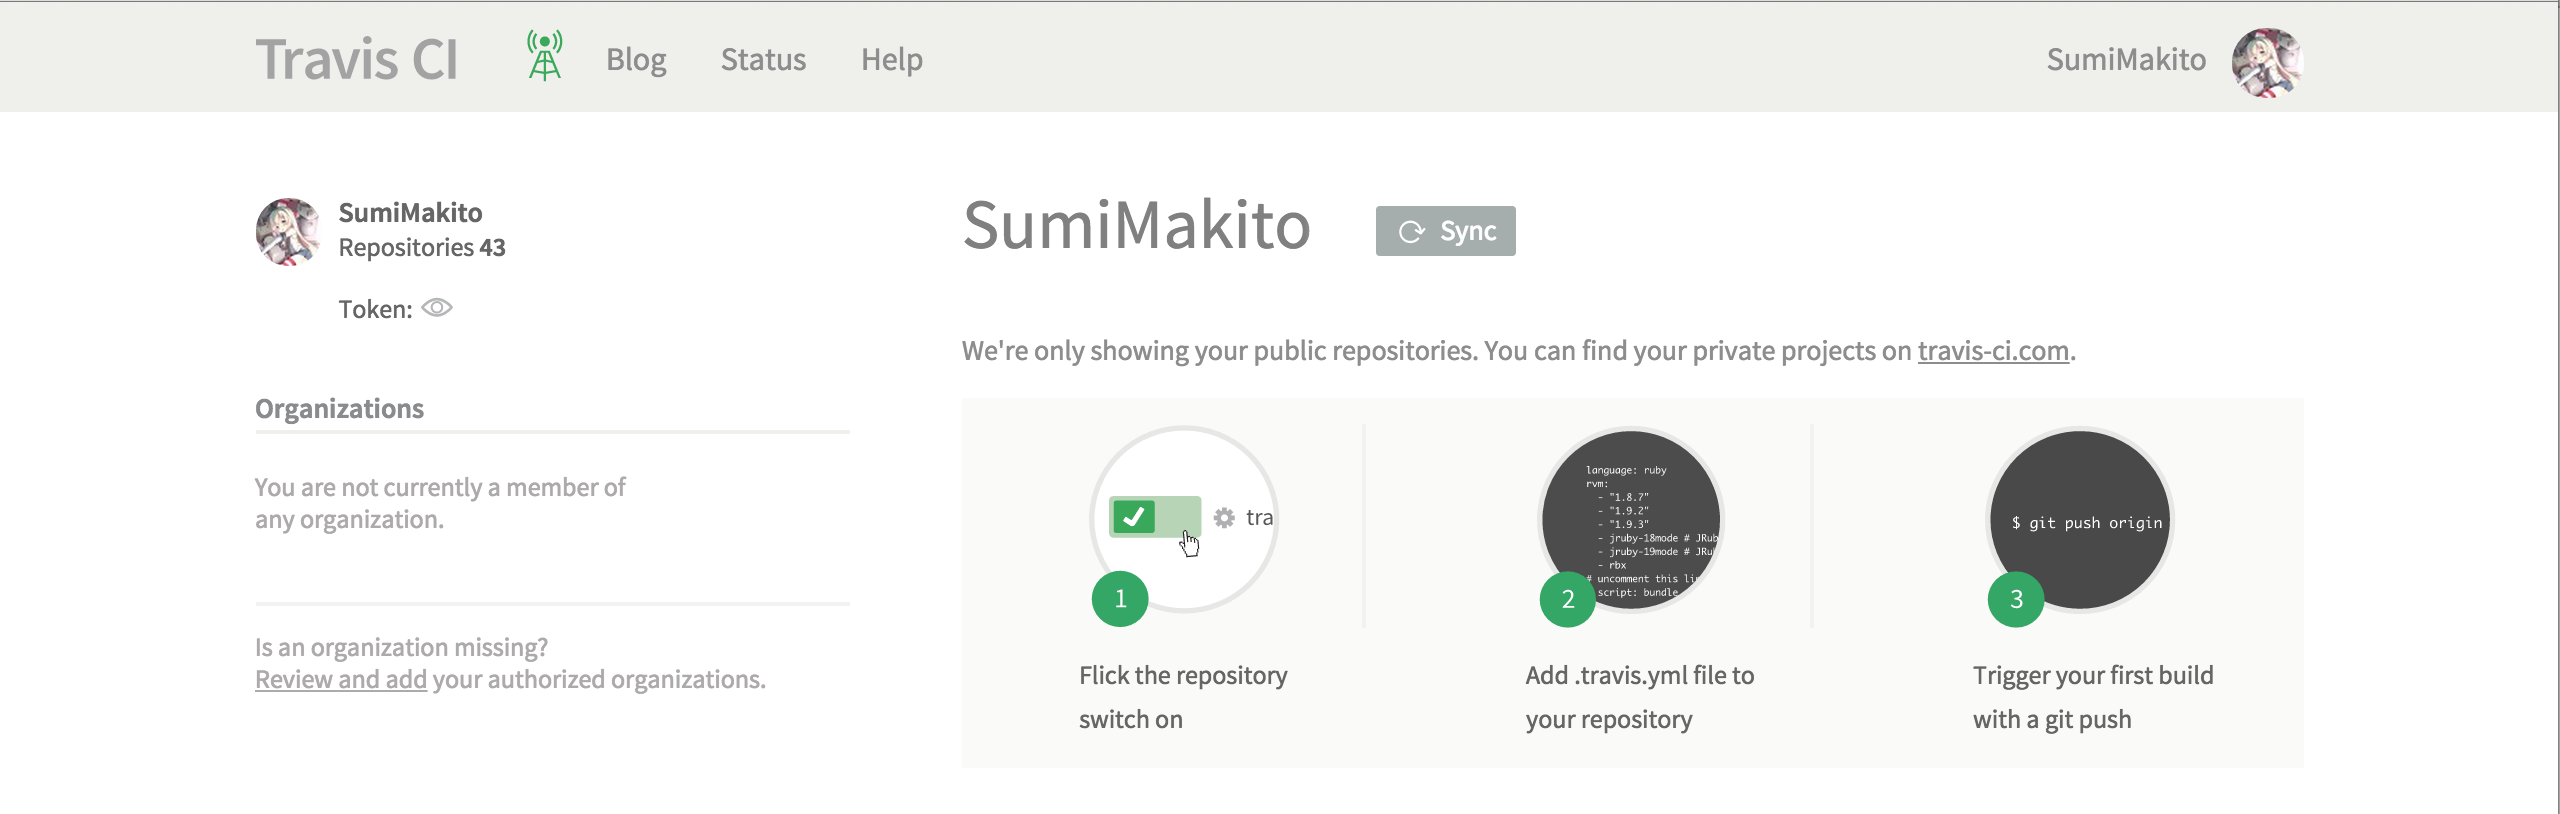 Travis CI
Blog
Status
Help
SumiMakito
SumiMakito
Repositories 43
Token:
Organizations
You are not currently a member of
any organization.
Is an organization missing?
Review and add your authorized organizations.
SumiMakito
Sync
We're only showing your public repositories. You can find your private projects on travis-ci.com.
tra
1
Flick the repository
switch on
language: ruby
rvm:
- "1.8.7"
- "1.9.2"
- "1.9.3"
- jruby-18mode # JRub
- jruby-19mode # JRu
- rbx
# uncomment this li
script: bundle
2
Add .travis.yml file to
your repository
$ git push origin
3
Trigger your first build
with a git push